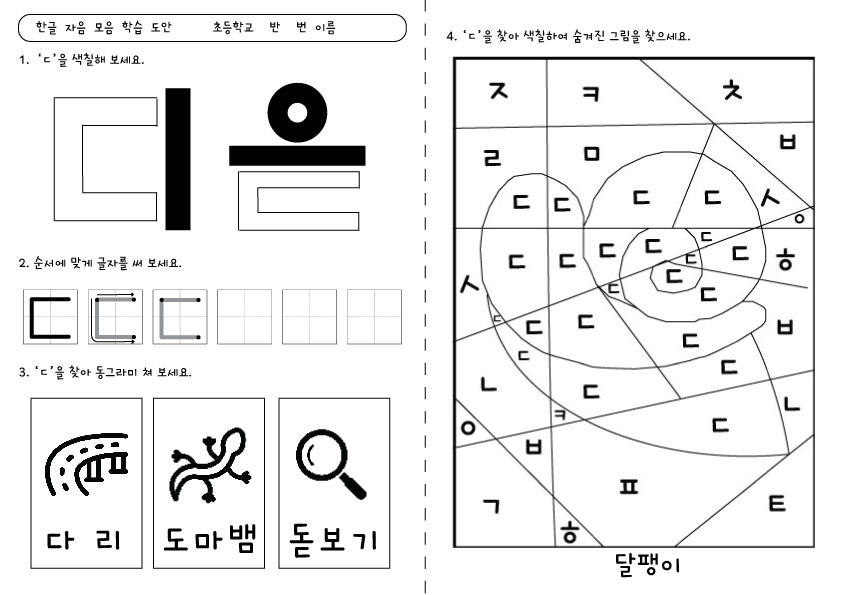 한글 자음 모음 학습 도안 초등학교 반 번 이름
1. ‘ㄷ’을 색칠해 보세요.
디읃
2. 순서에 맞게 글자를 써 보세요.
ㄷ ㄷ ㄷ
3. ‘ㄷ’을 찾아 동그라미 쳐 보세요.
다 리
도마뱀
돋보기
4. ‘ㄷ’을 찾아 색칠하여 숨겨진 그림을 찾으세요.
ㅈ ㅋ ㅊ
ㄹ ㅁ ㅂ
ㄷ ㄷ ㄷ ㄷ ㅅ ㅇ
ㄷ ㄷ ㄷ ㄷ ㄷ ㄷ ㄷ ㅎ
ㅅ ㄷ ㄷ ㄷ
ㄷ ㄷ ㄷ ㄷ ㅂ
ㄷ ㄷ
ㄴ ㄷ ㄴ
ㅇ ㅋ ㄷ
ㅂ
ㄱ ㅍ ㅌ
ㅎ
달팽이